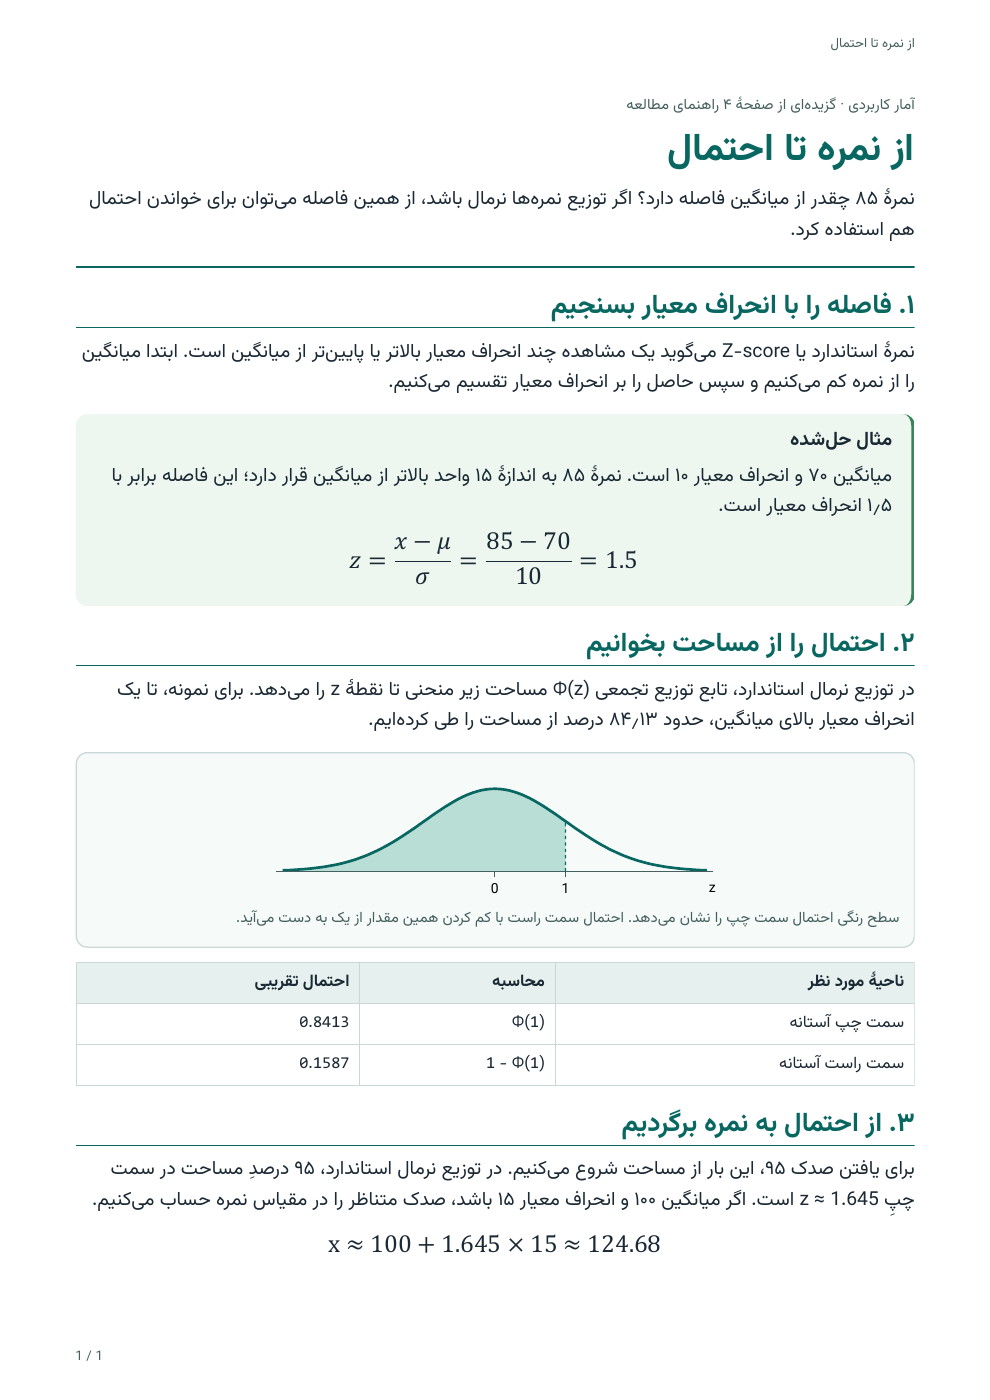 از نمره تا احتمال
آمار کاربردی · گزیده‌ای از صفحهٔ ۴ راهنمای مطالعه
از نمره تا احتمال
نمرهٔ ۸۵ چقدر از میانگین فاصله دارد؟ اگر توزیع نمره‌ها نرمال باشد، از همین فاصله می‌توان برای خواندن احتمال
هم استفاده کرد.
۱. فاصله را با انحراف معیار بسنجیم
نمرهٔ استاندارد یا Z-score می‌گوید یک مشاهده چند انحراف معیار بالاتر یا پایین‌تر از میانگین است. ابتدا میانگین
را از نمره کم می‌کنیم و سپس حاصل را بر انحراف معیار تقسیم می‌کنیم.
مثال حل‌شده
میانگین ۷۰ و انحراف معیار ۱۰ است. نمرهٔ ۸۵ به اندازهٔ ۱۵ واحد بالاتر از میانگین قرار دارد؛ این فاصله برابر با
۱٫۵ انحراف معیار است.
z = (x − μ)/σ = (85 − 70)/10 = 1.5
۲. احتمال را از مساحت بخوانیم
در توزیع نرمال استاندارد، تابع توزیع تجمعی Φ(z) مساحت زیر منحنی تا نقطهٔ z را می‌دهد. برای نمونه، تا یک
انحراف معیار بالای میانگین، حدود ۸۴٫۱۳ درصد از مساحت را طی کرده‌ایم.
0 1 z
سطح رنگی احتمال سمت چپ را نشان می‌دهد. احتمال سمت راست با کم کردن همین مقدار از یک به دست می‌آید.
ناحیهٔ مورد نظر محاسبه احتمال تقریبی
سمت چپ آستانه Φ(1) 0.8413
سمت راست آستانه 1 - Φ(1) 0.1587
۳. از احتمال به نمره برگردیم
برای یافتن صدک ۹۵، این بار از مساحت شروع می‌کنیم. در توزیع نرمال استاندارد، ۹۵ درصدِ مساحت در سمت
چپِ z ≈ 1.645 است. اگر میانگین ۱۰۰ و انحراف معیار ۱۵ باشد، صدک متناظر را در مقیاس نمره حساب می‌کنیم.
x ≈ 100 + 1.645 × 15 ≈ 124.68
1 / 1